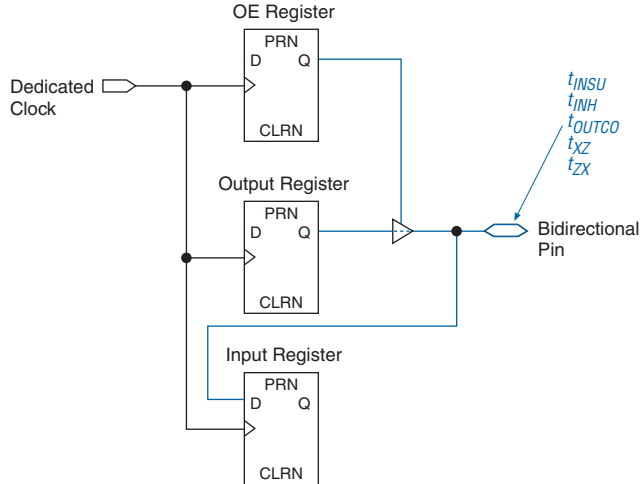 OE Register
PRN
D Q
CLRN
Dedicated
Clock
t_INSU
t_INH
t_OUTCO
t_XZ
t_ZX
Output Register
PRN
D Q
CLRN
Bidirectional
Pin
Input Register
PRN
D Q
CLRN